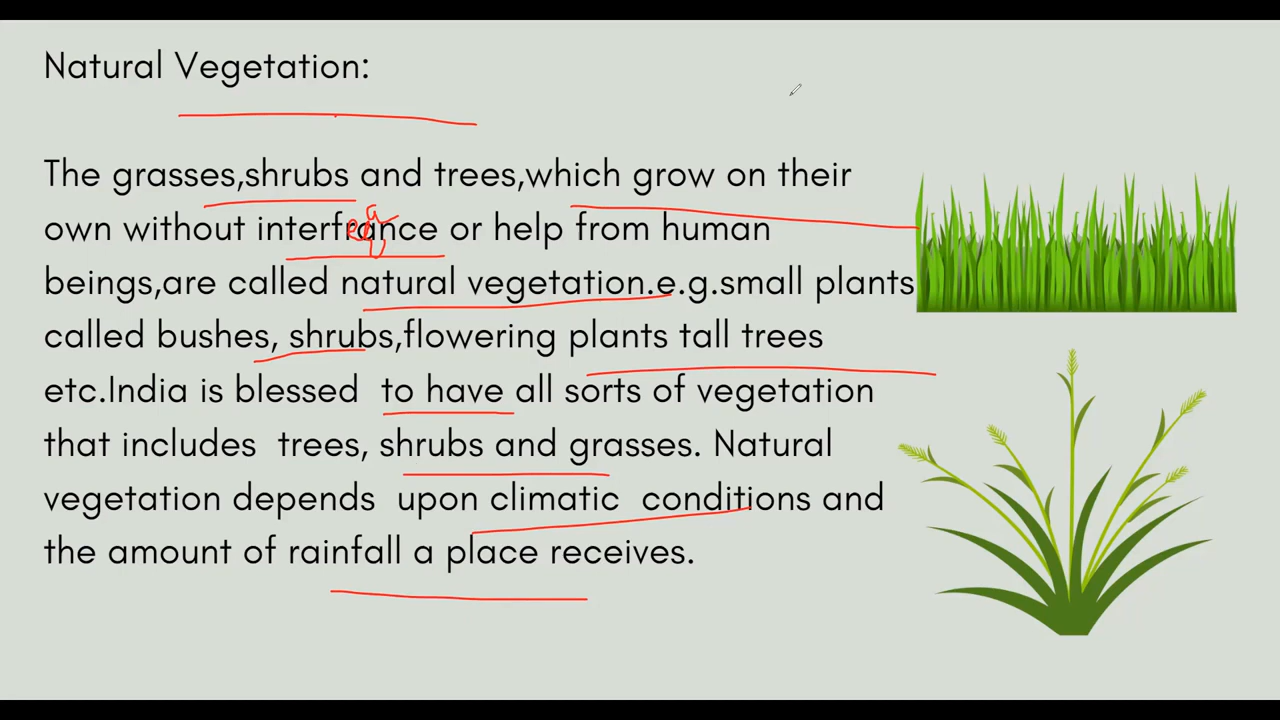 Natural Vegetation:
The grasses,shrubs and trees,which grow on their
own without interfrance or help from human
beings,are called natural vegetation.e.g.small plants
called bushes, shrubs,flowering plants tall trees
etc.India is blessed to have all sorts of vegetation
that includes trees, shrubs and grasses. Natural
vegetation depends upon climatic conditions and
the amount of rainfall a place receives.